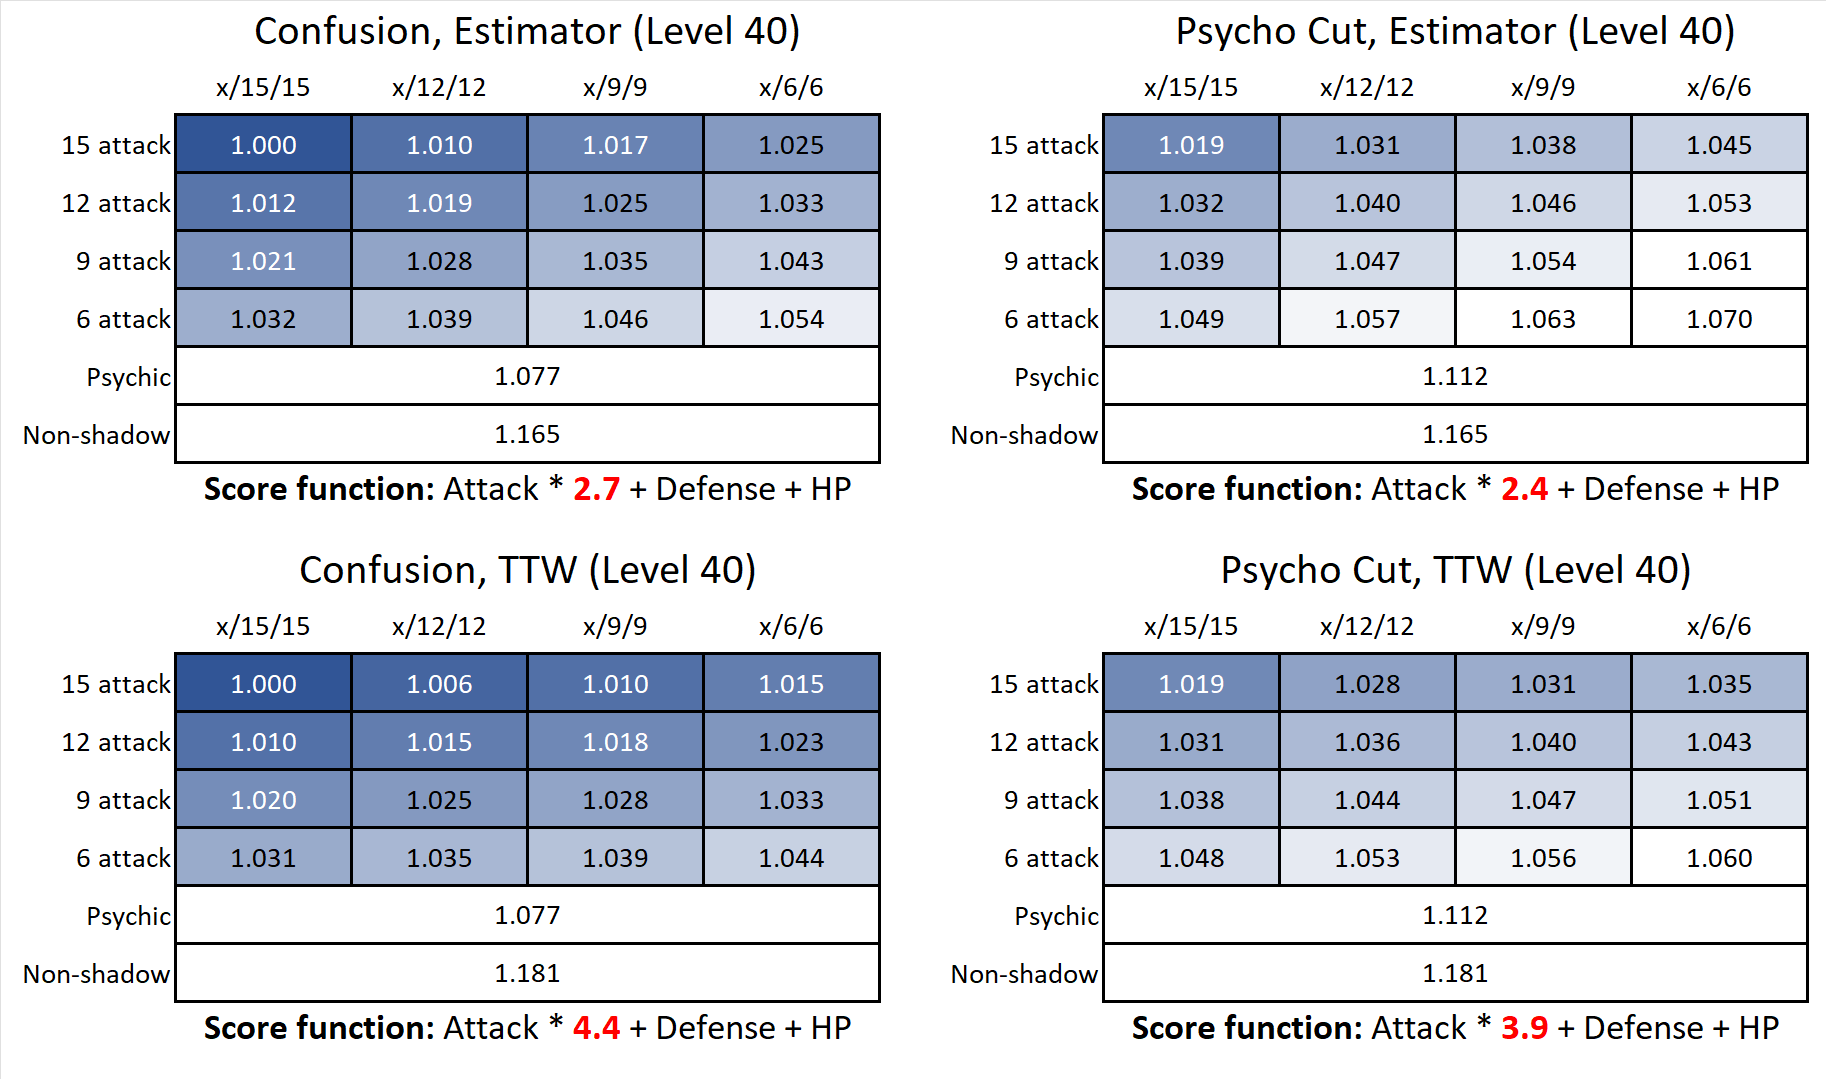 Confusion, Estimator (Level 40)
x/15/15 x/12/12 x/9/9 x/6/6
15 attack 1.000 1.010 1.017 1.025
12 attack 1.012 1.019 1.025 1.033
9 attack 1.021 1.028 1.035 1.043
6 attack 1.032 1.039 1.046 1.054
Psychic 1.077
Non-shadow 1.165
Score function: Attack * 2.7 + Defense + HP
Psycho Cut, Estimator (Level 40)
x/15/15 x/12/12 x/9/9 x/6/6
15 attack 1.019 1.031 1.038 1.045
12 attack 1.032 1.040 1.046 1.053
9 attack 1.039 1.047 1.054 1.061
6 attack 1.049 1.057 1.063 1.070
Psychic 1.112
Non-shadow 1.165
Score function: Attack * 2.4 + Defense + HP
Confusion, TTW (Level 40)
x/15/15 x/12/12 x/9/9 x/6/6
15 attack 1.000 1.006 1.010 1.015
12 attack 1.010 1.015 1.018 1.023
9 attack 1.020 1.025 1.028 1.033
6 attack 1.031 1.035 1.039 1.044
Psychic 1.077
Non-shadow 1.181
Score function: Attack * 4.4 + Defense + HP
Psycho Cut, TTW (Level 40)
x/15/15 x/12/12 x/9/9 x/6/6
15 attack 1.019 1.028 1.031 1.035
12 attack 1.031 1.036 1.040 1.043
9 attack 1.038 1.044 1.047 1.051
6 attack 1.048 1.053 1.056 1.060
Psychic 1.112
Non-shadow 1.181
Score function: Attack * 3.9 + Defense + HP